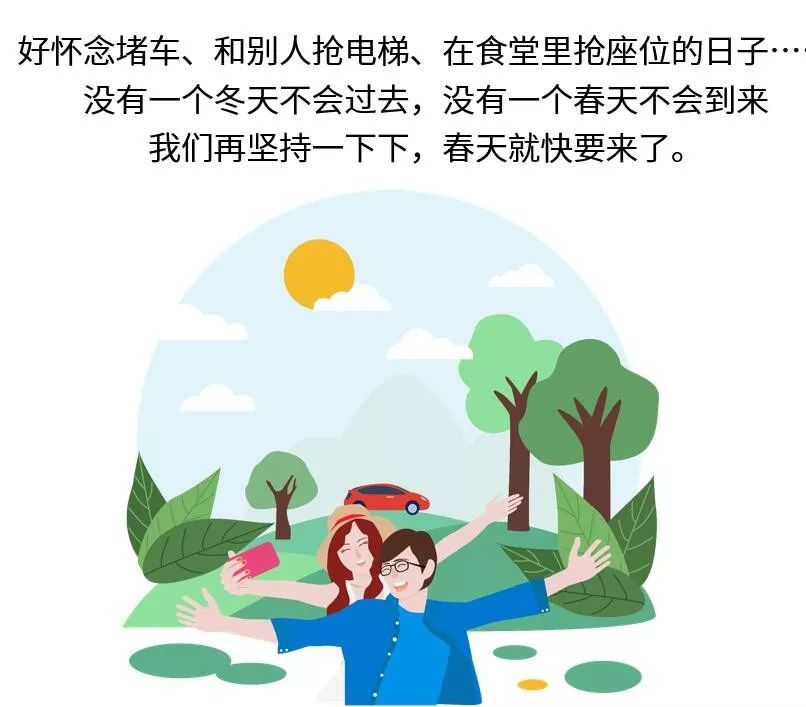 好怀念堵车、和别人抢电梯、在食堂里抢座位的日子……
没有一个冬天不会过去，没有一个春天不会到来
我们再坚持一下下，春天就快要来了。